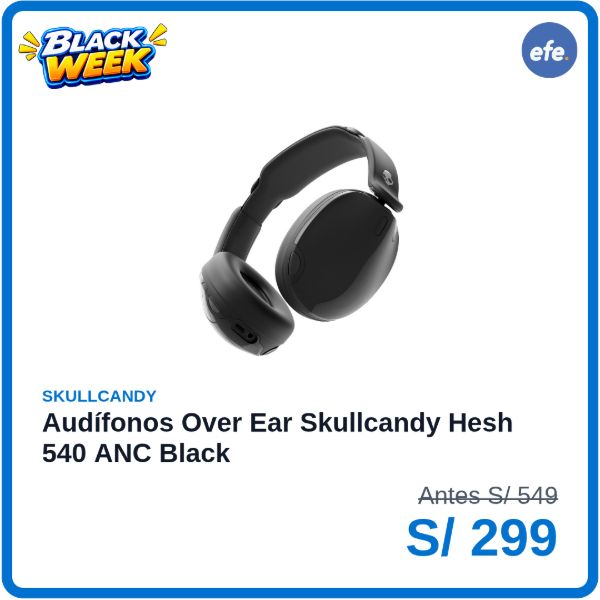 BLACK
WEEK
efe.
SKULLCANDY
Audífonos Over Ear Skullcandy Hesh
540 ANC Black
Antes S/ 549
S/ 299